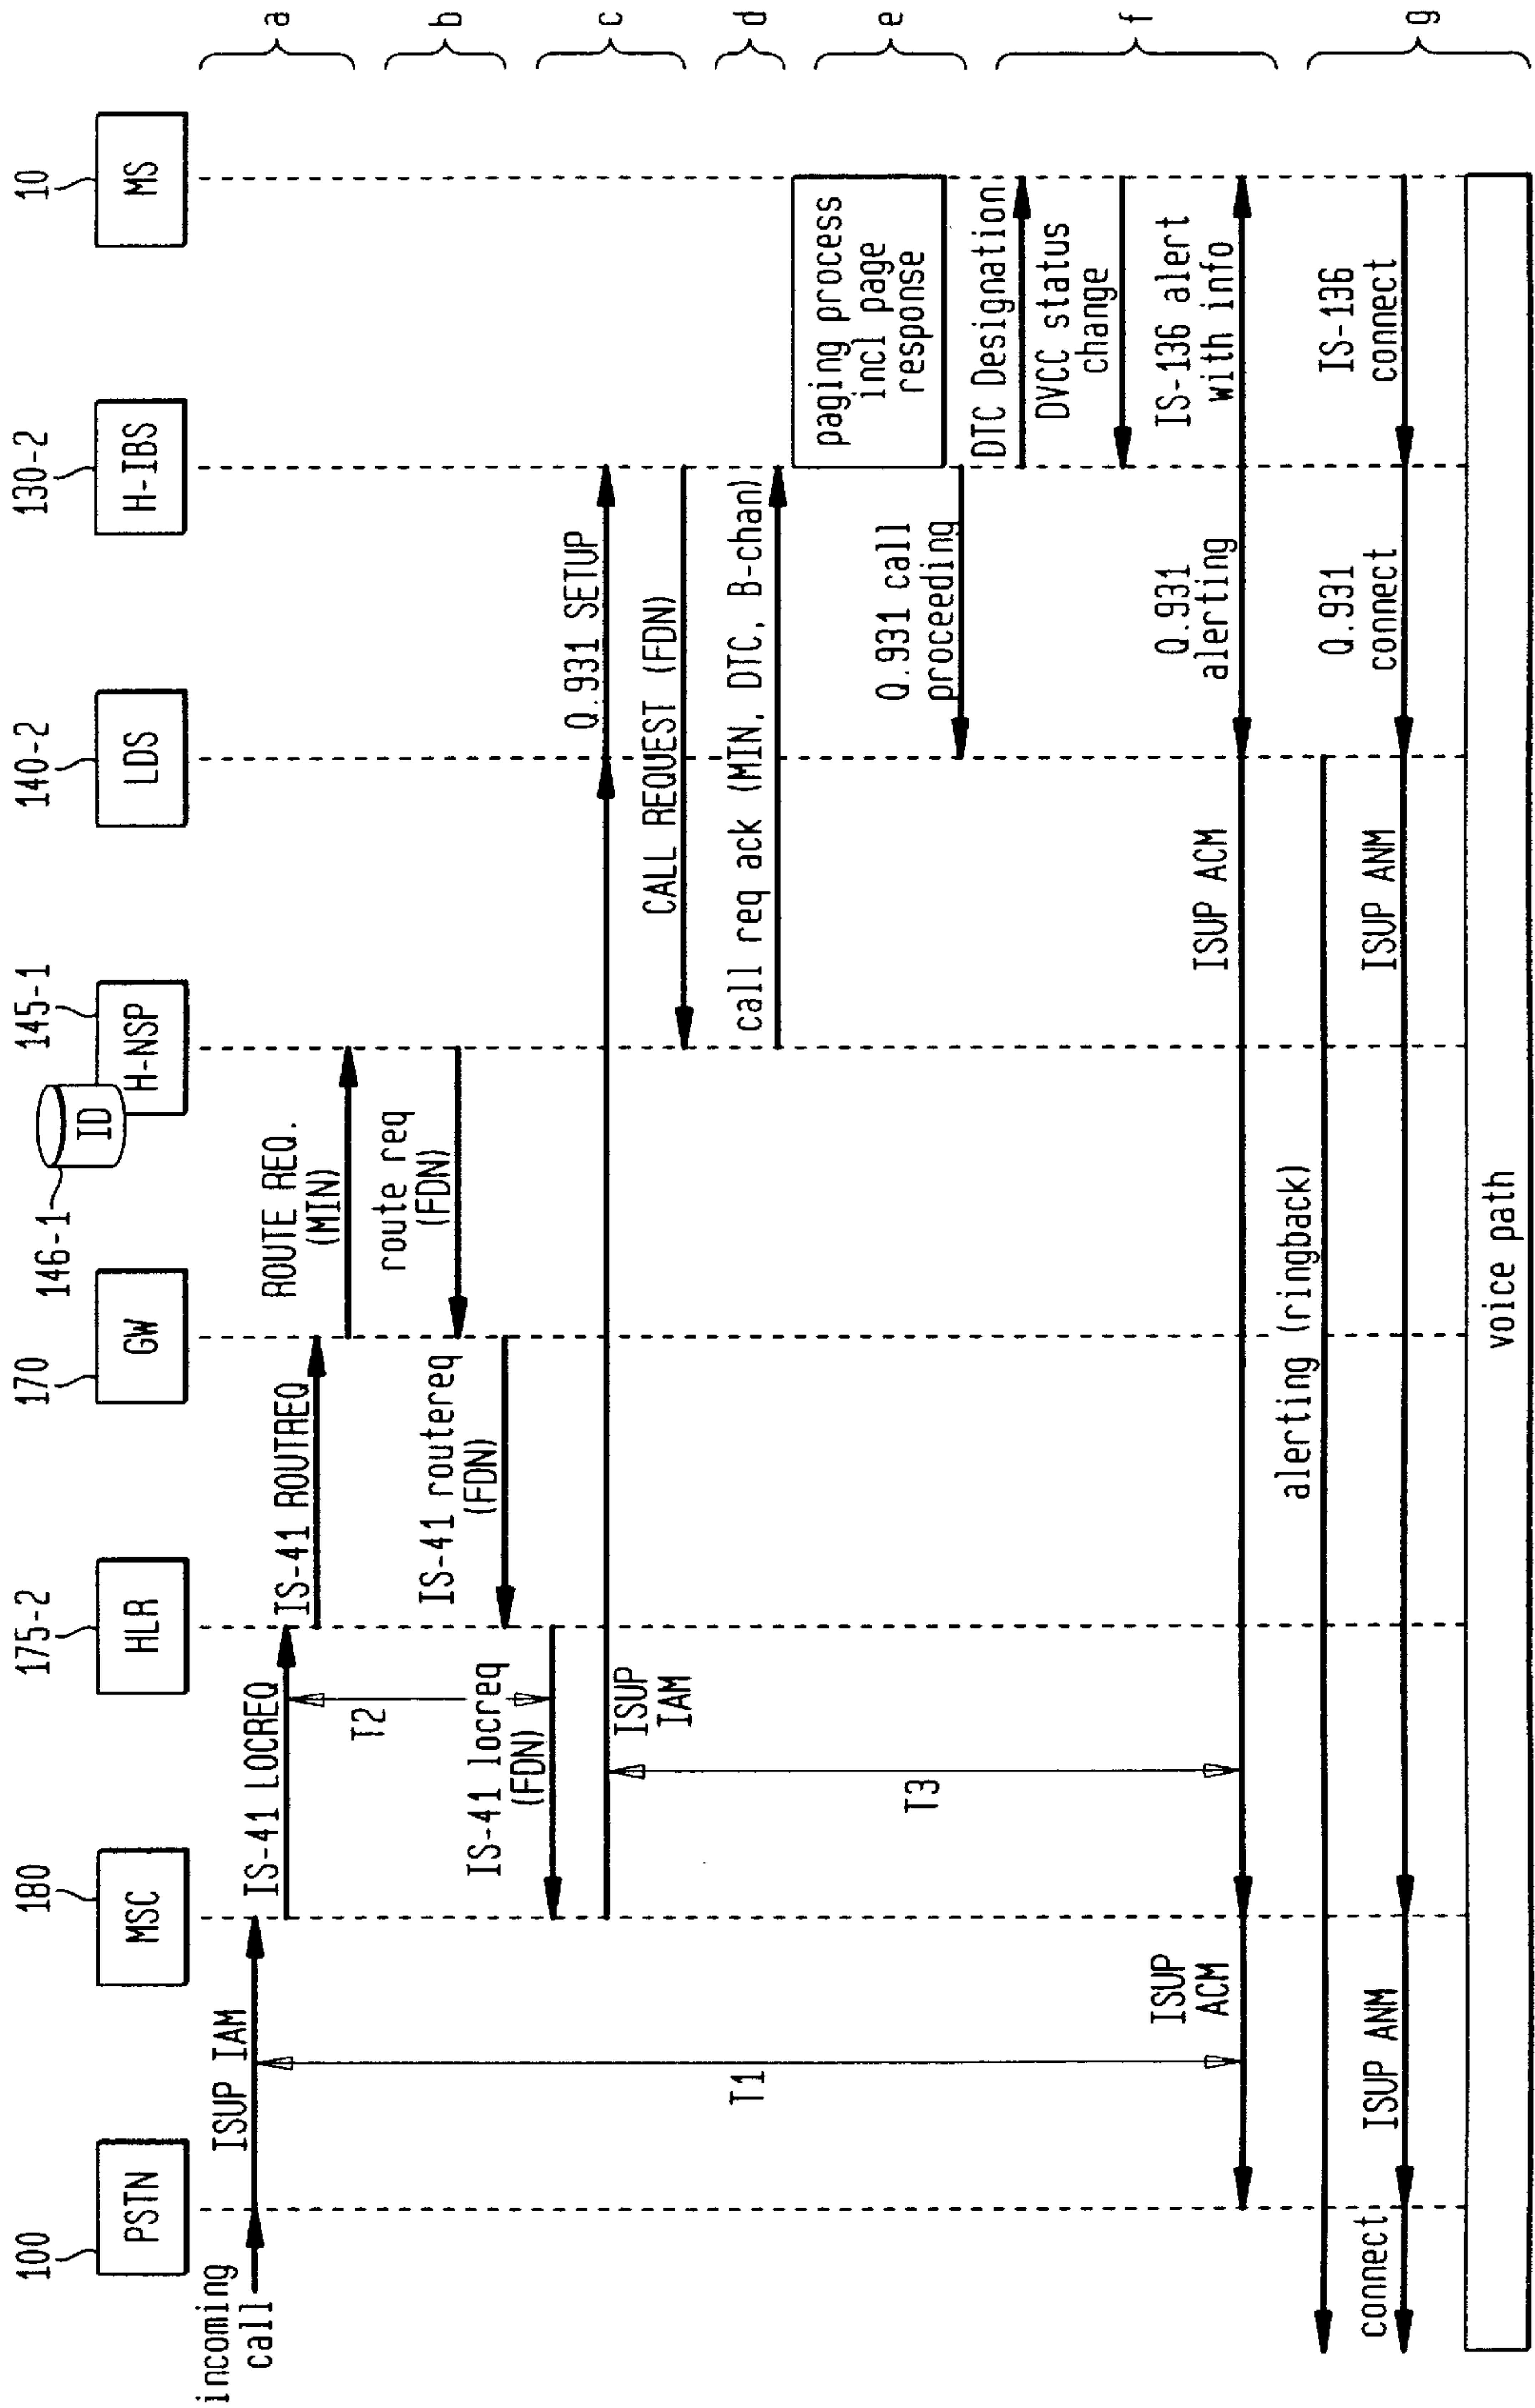 100
180
175-2
170
146-1
145-1
140-2
130-2
10
PSTN
MSC
HLR
GW
ID
H-NSP
LDS
H-IBS
MS
incoming
call
ISUP IAM
IS-41 LOCREQ
IS-41 ROUTREQ
ROUTE REQ.
(MIN)
a
T2
route req
(FDN)
IS-41 routereq
(FDN)
b
IS-41 locreq
(FDN)
ISUP
IAM
Q.931 SETUP
CALL REQUEST (FDN)
c
call req ack (MIN, DTC, B-chan)
d
T1
T3
paging process
incl page
response
Q.931 call
proceeding
e
DTC Designation
DVCC status
change
ISUP
ACM
ISUP ACM
Q.931
alerting
IS-136 alert
with info
f
alerting (ringback)
connect
ISUP ANM
ISUP ANM
Q.931
connect
IS-136
connect
g
voice path